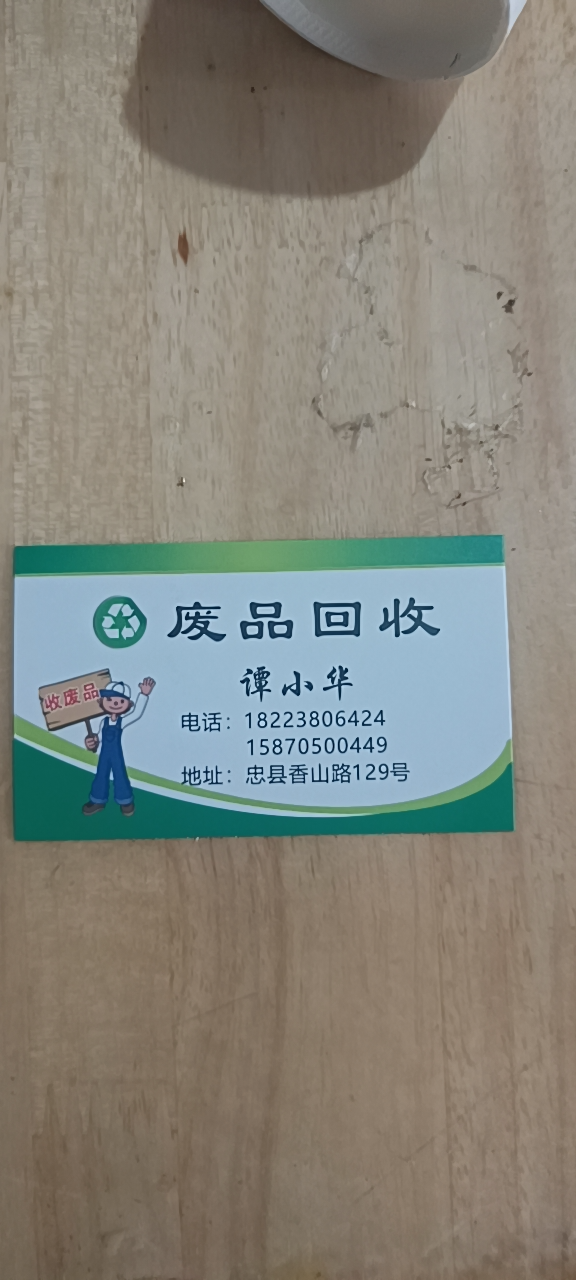 废品回收
谭小华
收废品
电话：18223806424
15870500449
地址：忠县香山路129号